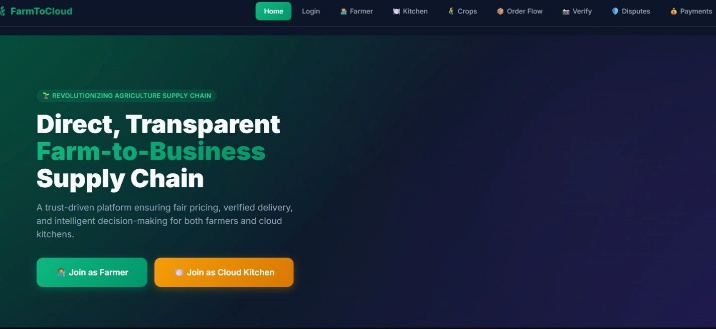 FarmToCloud
Home Login Farmer Kitchen Crops Order Flow Verify Disputes Payments
REVOLUTIONIZING AGRICULTURE SUPPLY CHAIN
Direct, Transparent
Farm-to-Business
Supply Chain
A trust-driven platform ensuring fair pricing, verified delivery,
and intelligent decision-making for both farmers and cloud
kitchens.
Join as Farmer Join as Cloud Kitchen